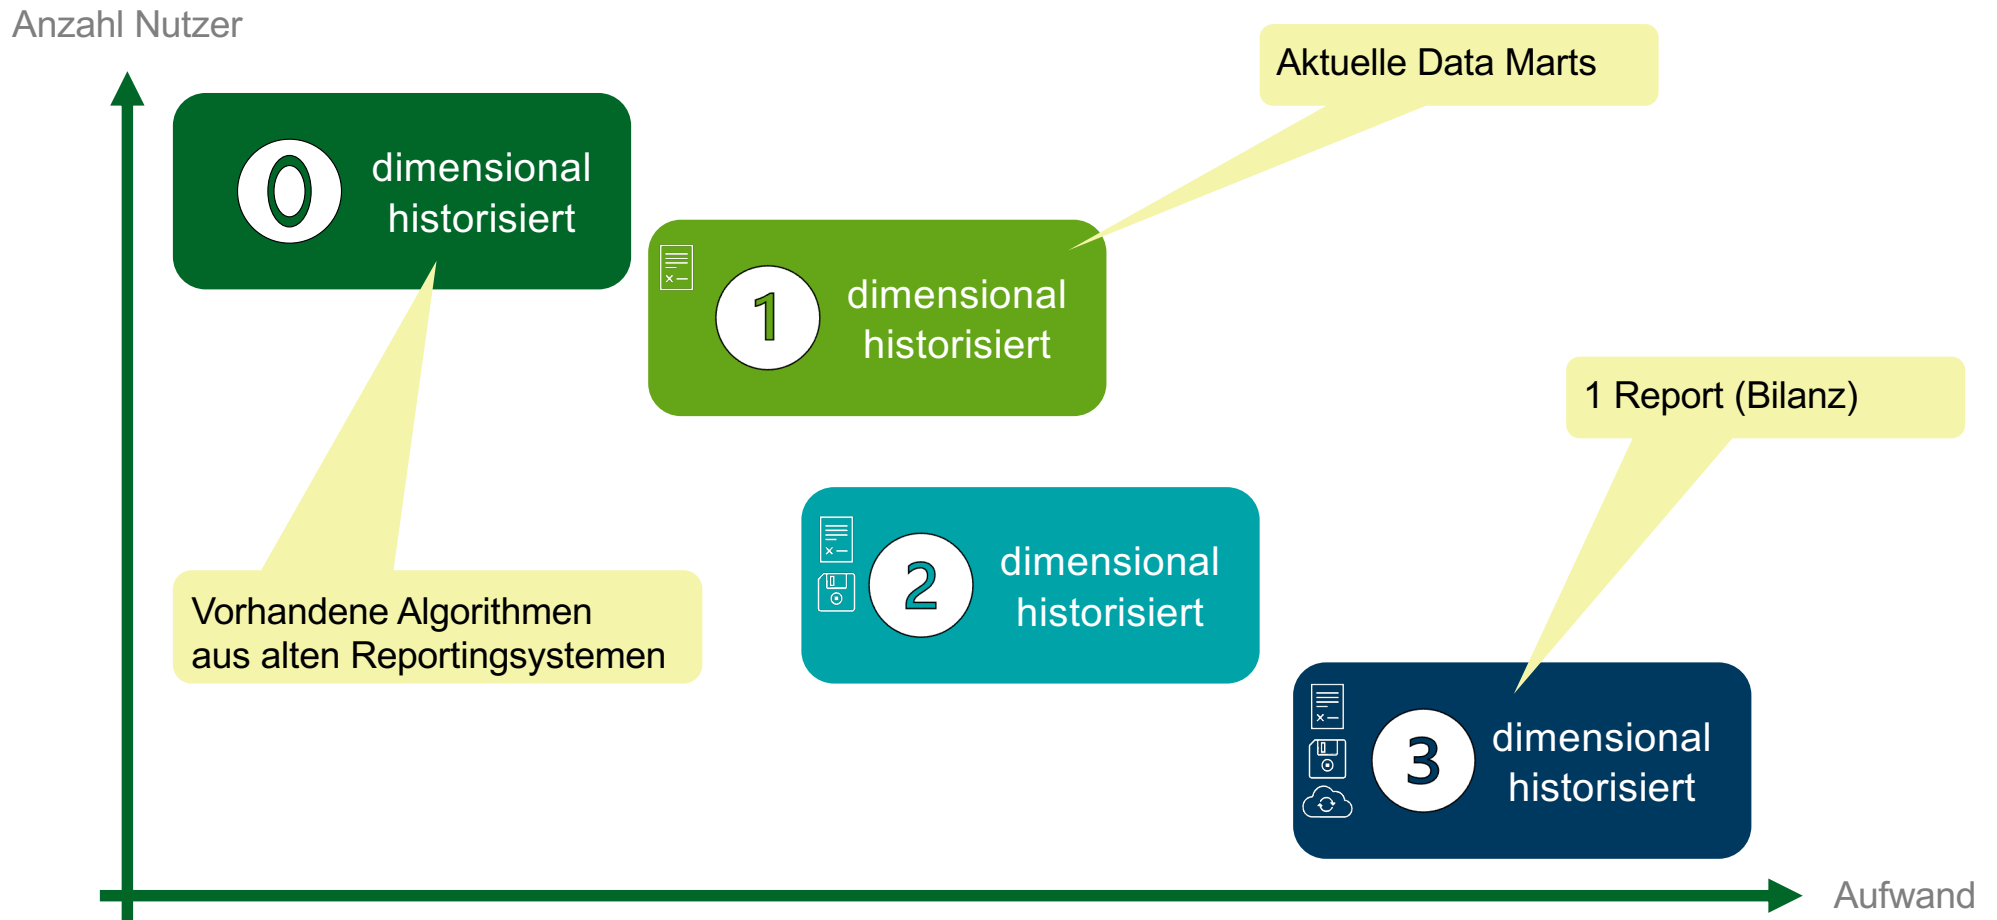 Anzahl Nutzer
Aktuelle Data Marts
0
dimensional
historisiert
1
dimensional
historisiert
1 Report (Bilanz)
2
dimensional
historisiert
Vorhandene Algorithmen
aus alten Reportingsystemen
3
dimensional
historisiert
Aufwand